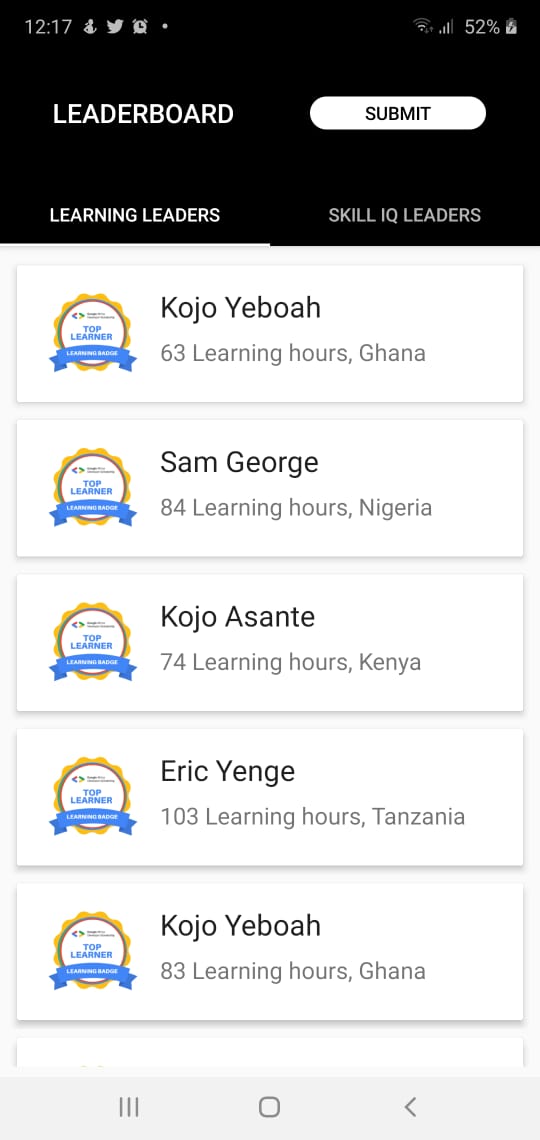 12:17
52%
LEADERBOARD
SUBMIT
LEARNING LEADERS
SKILL IQ LEADERS
TOP
LEARNER
LEARNING BADGE
Kojo Yeboah
63 Learning hours, Ghana
TOP
LEARNER
LEARNING BADGE
Sam George
84 Learning hours, Nigeria
TOP
LEARNER
LEARNING BADGE
Kojo Asante
74 Learning hours, Kenya
TOP
LEARNER
LEARNING BADGE
Eric Yenge
103 Learning hours, Tanzania
TOP
LEARNER
LEARNING BADGE
Kojo Yeboah
83 Learning hours, Ghana